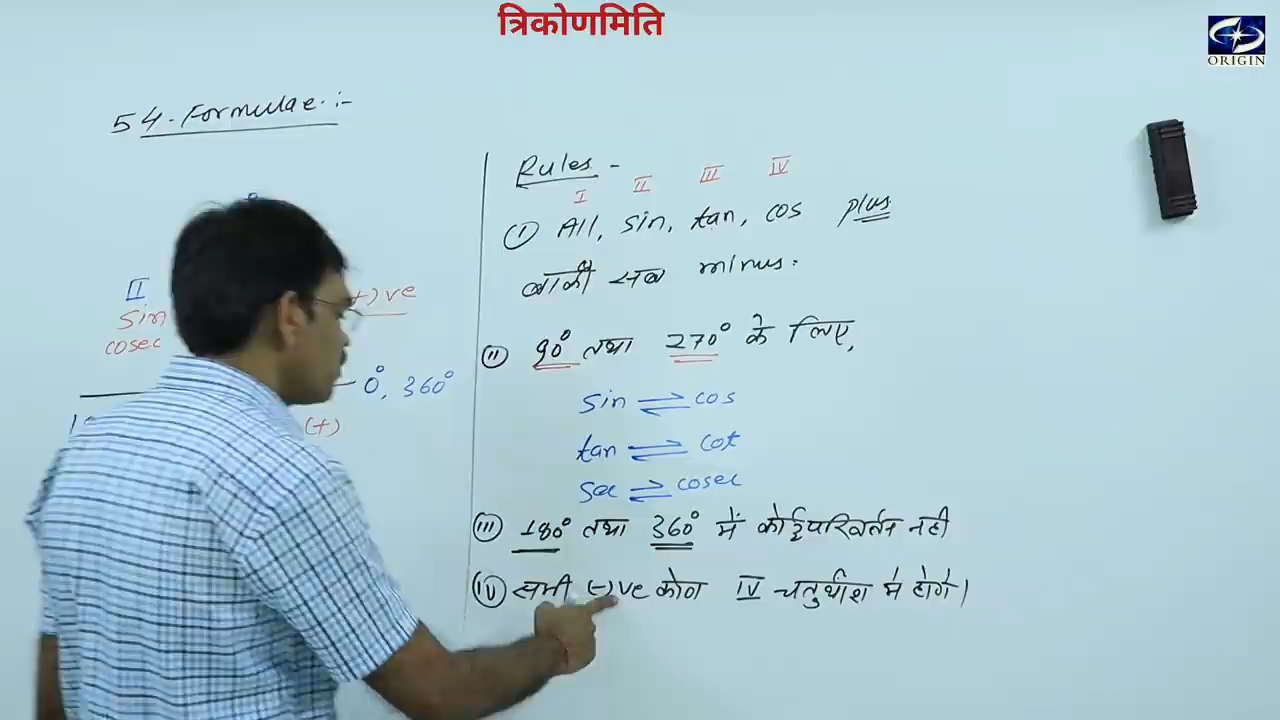 त्रिकोणमिति
ORIGIN
54. Formulae :-
II
sin
cosec
+)ve
0°, 360°
(+)
Rules -
I II III IV
① All, sin, tan, cos plus
बाकी सब minus.
(ii) 90° तथा 270° के लिए,
sin ⇌ cos
tan ⇌ cot
sec ⇌ cosec
(iii) 180° तथा 360° में कोई परिवर्तन नही
(iv) सभी (-)ve कोण IV चतुर्थांश में होगे।